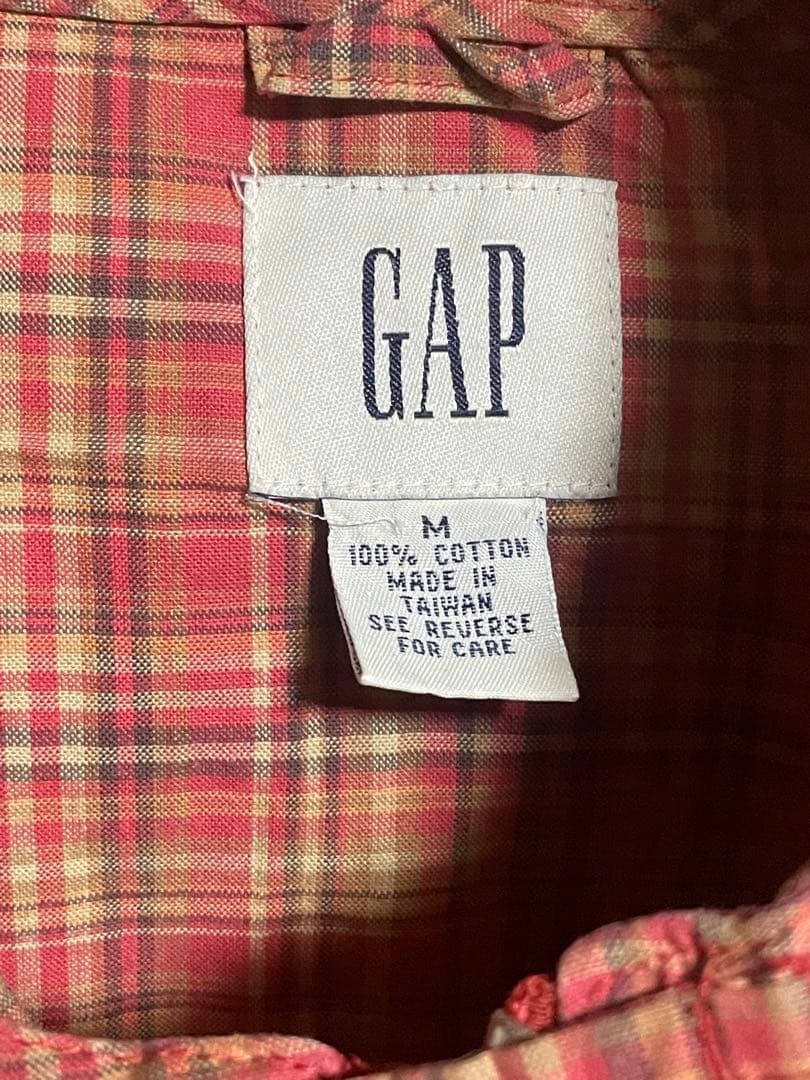 GAP
M
100% COTTON
MADE IN
TAIWAN
SEE REVERSE
FOR CARE